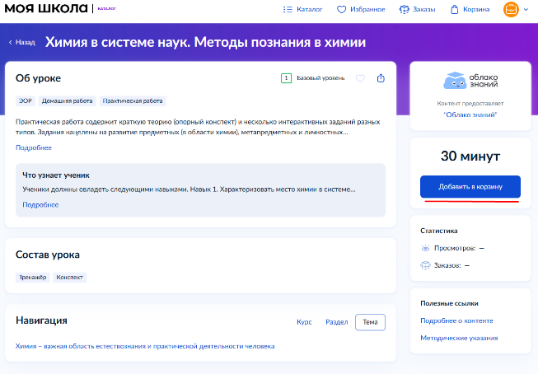 МОЯ ШКОЛА | КАТАЛОГ
Каталог
Избранное
Заказы
Корзина
Назад
Химия в системе наук. Методы познания в химии
Об уроке
1 Базовый уровень
ЭОР
Домашняя работа
Практическая работа
Практическая работа содержит краткую теорию (опорный конспект) и несколько интерактивных заданий разных
типов. Задания нацелены на развитие предметных (в области химии), метапредметных и личностных...
Подробнее
Что узнает ученик
Ученики должны овладеть следующими навыками. Навык 1. Характеризовать место химии в системе...
Подробнее
Состав урока
Тренажёр
Конспект
Навигация
Курс
Раздел
Тема
Химия – важная область естествознания и практической деятельности человека
облако
знаний
Контент предоставляет
"Облако знаний"
30 минут
Добавить в корзину
Статистика
Просмотров: —
Заказов: —
Полезные ссылки
Подробнее о контенте
Методические указания